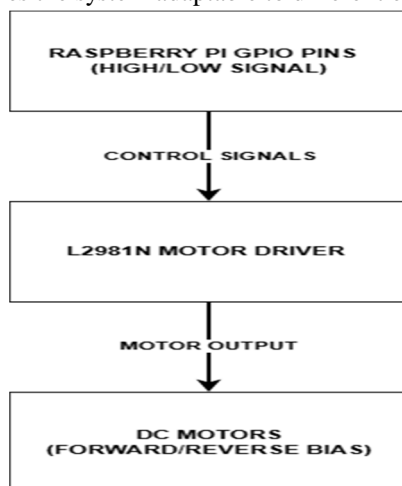 RASPBERRY PI GPIO PINS
(HIGH/LOW SIGNAL)
CONTROL SIGNALS
L2981N MOTOR DRIVER
MOTOR OUTPUT
DC MOTORS
(FORWARD/REVERSE BIAS)